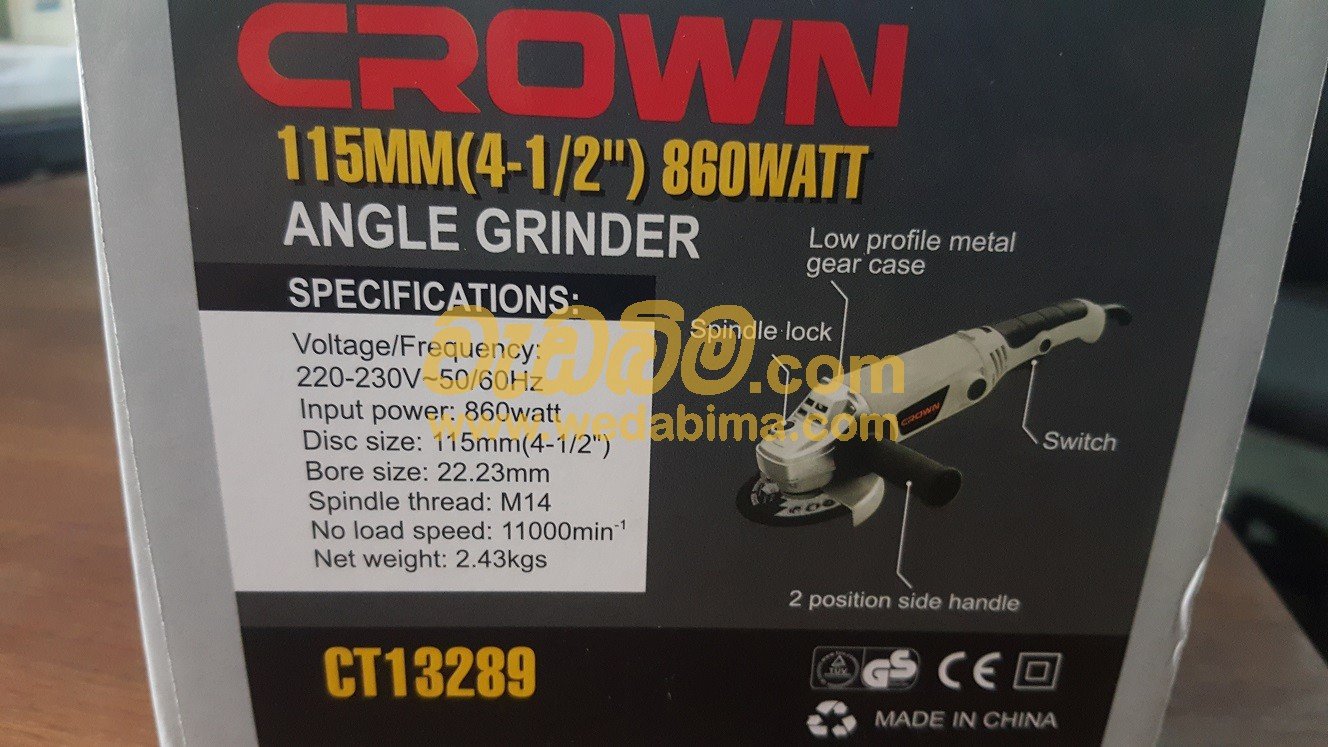 CROWN
115MM(4-1/2") 860WATT
ANGLE GRINDER
SPECIFICATIONS:
Voltage/Frequency:
220-230V~50/60Hz
Input power: 860watt
Disc size: 115mm(4-1/2")
Bore size: 22.23mm
Spindle thread: M14
No load speed: 11000min⁻¹
Net weight: 2.43kgs
Low profile metal
gear case
Spindle lock
CROWN
Switch
2 position side handle
වැඩබිම.com
www.wedabima.com
CT13289
TUV GS CE
MADE IN CHINA